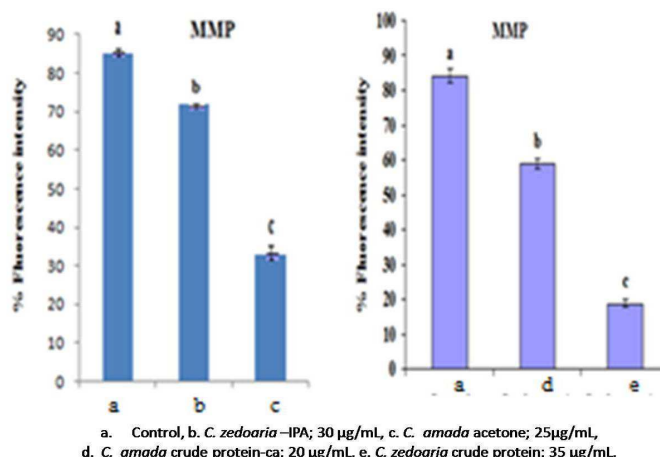 MMP
% Fluorescence intensity
90
80
70
60
50
40
30
20
10
0
a
b
c
a
b
c
MMP
% Fluorescence intensity
100
90
80
70
60
50
40
30
20
10
0
a
b
c
a
d
e
a. Control, b. C. zedoaria –IPA; 30 µg/mL, c. C. amada acetone; 25µg/mL,
d. C. amada crude protein-ca; 20 µg/mL, e. C. zedoaria crude protein; 35 µg/mL.